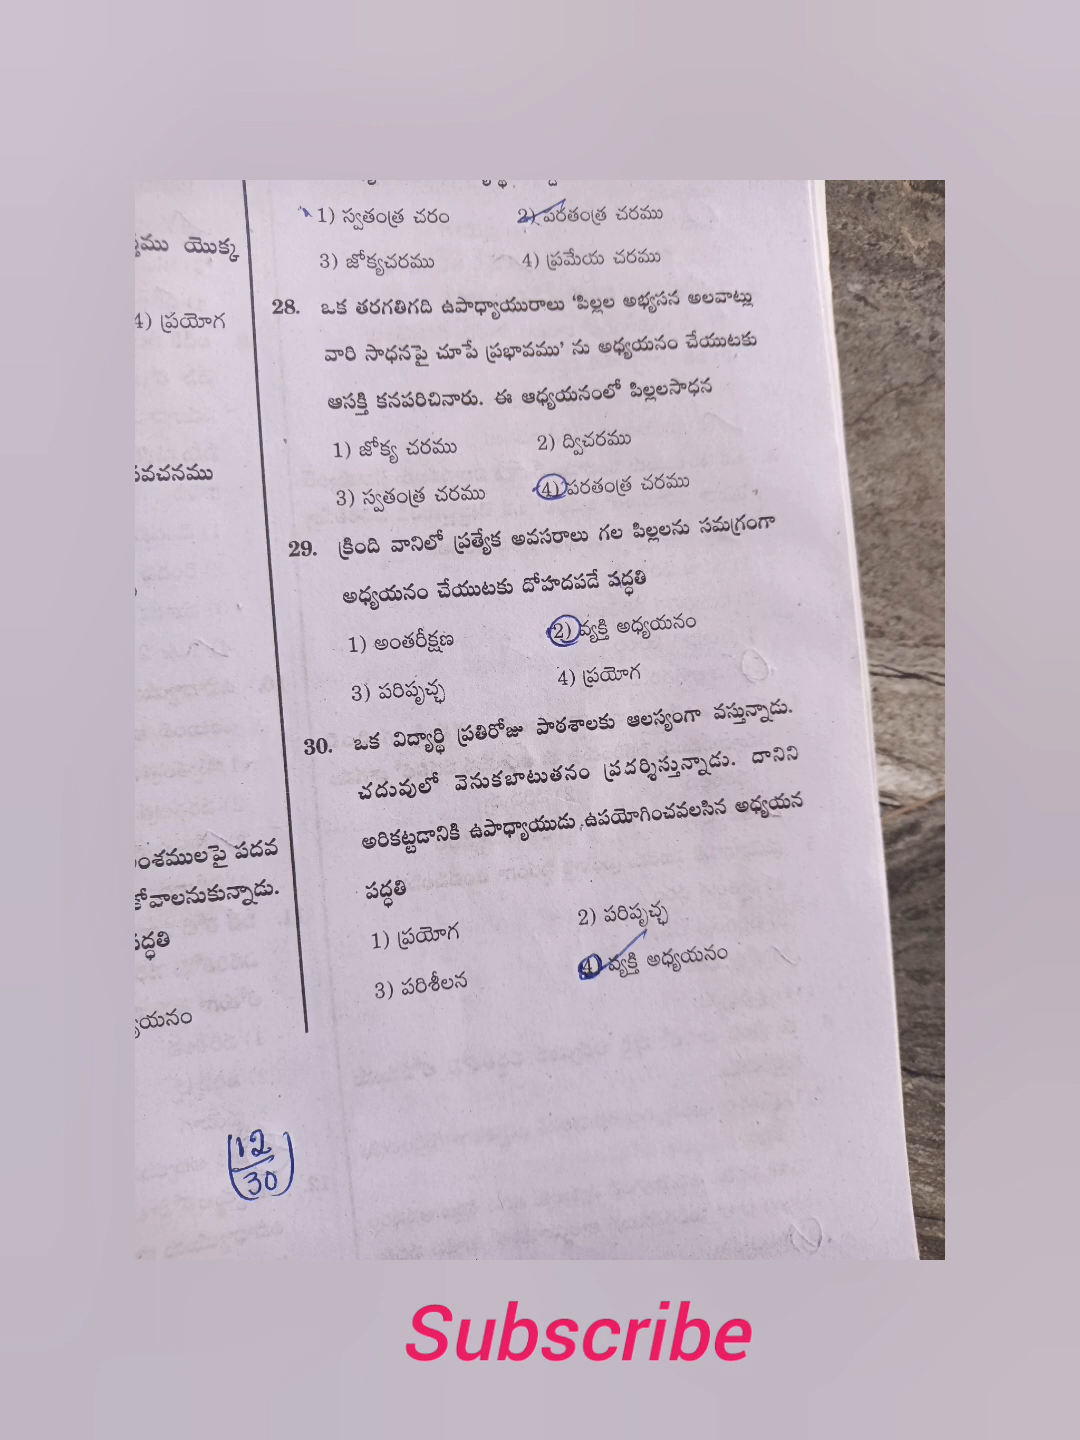 1) స్వతంత్ర చరం 2) పరతంత్ర చరము
3) జోక్యచరము 4) ప్రమేయ చరము
28. ఒక తరగతిగది ఉపాధ్యాయురాలు 'పిల్లల అభ్యసన అలవాట్లు
వారి సాధనపై చూపే ప్రభావము' ను అధ్యయనం చేయుటకు
ఆసక్తి కనపరిచినారు. ఈ ఆధ్యయనంలో పిల్లలసాధన
1) జోక్య చరము 2) ద్విచరము
3) స్వతంత్ర చరము 4) పరతంత్ర చరము
29. క్రింది వానిలో ప్రత్యేక అవసరాలు గల పిల్లలను సమగ్రంగా
అధ్యయనం చేయుటకు దోహదపడే పద్ధతి
1) అంతరీక్షణ 2) వ్యక్తి అధ్యయనం
3) పరిపృచ్ఛ 4) ప్రయోగ
30. ఒక విద్యార్థి ప్రతిరోజు పాఠశాలకు ఆలస్యంగా వస్తున్నాడు.
చదువులో వెనుకబాటుతనం ప్రదర్శిస్తున్నాడు. దానిని
అరికట్టడానికి ఉపాధ్యాయుడు ఉపయోగించవలసిన అధ్యయన
పద్ధతి
1) ప్రయోగ 2) పరిపృచ్ఛ
3) పరిశీలన 4) వ్యక్తి అధ్యయనం
యొక్క
4) ప్రయోగ
పదవ
కోవాలనుకున్నాడు.
పద్ధతి
12
30
Subscribe